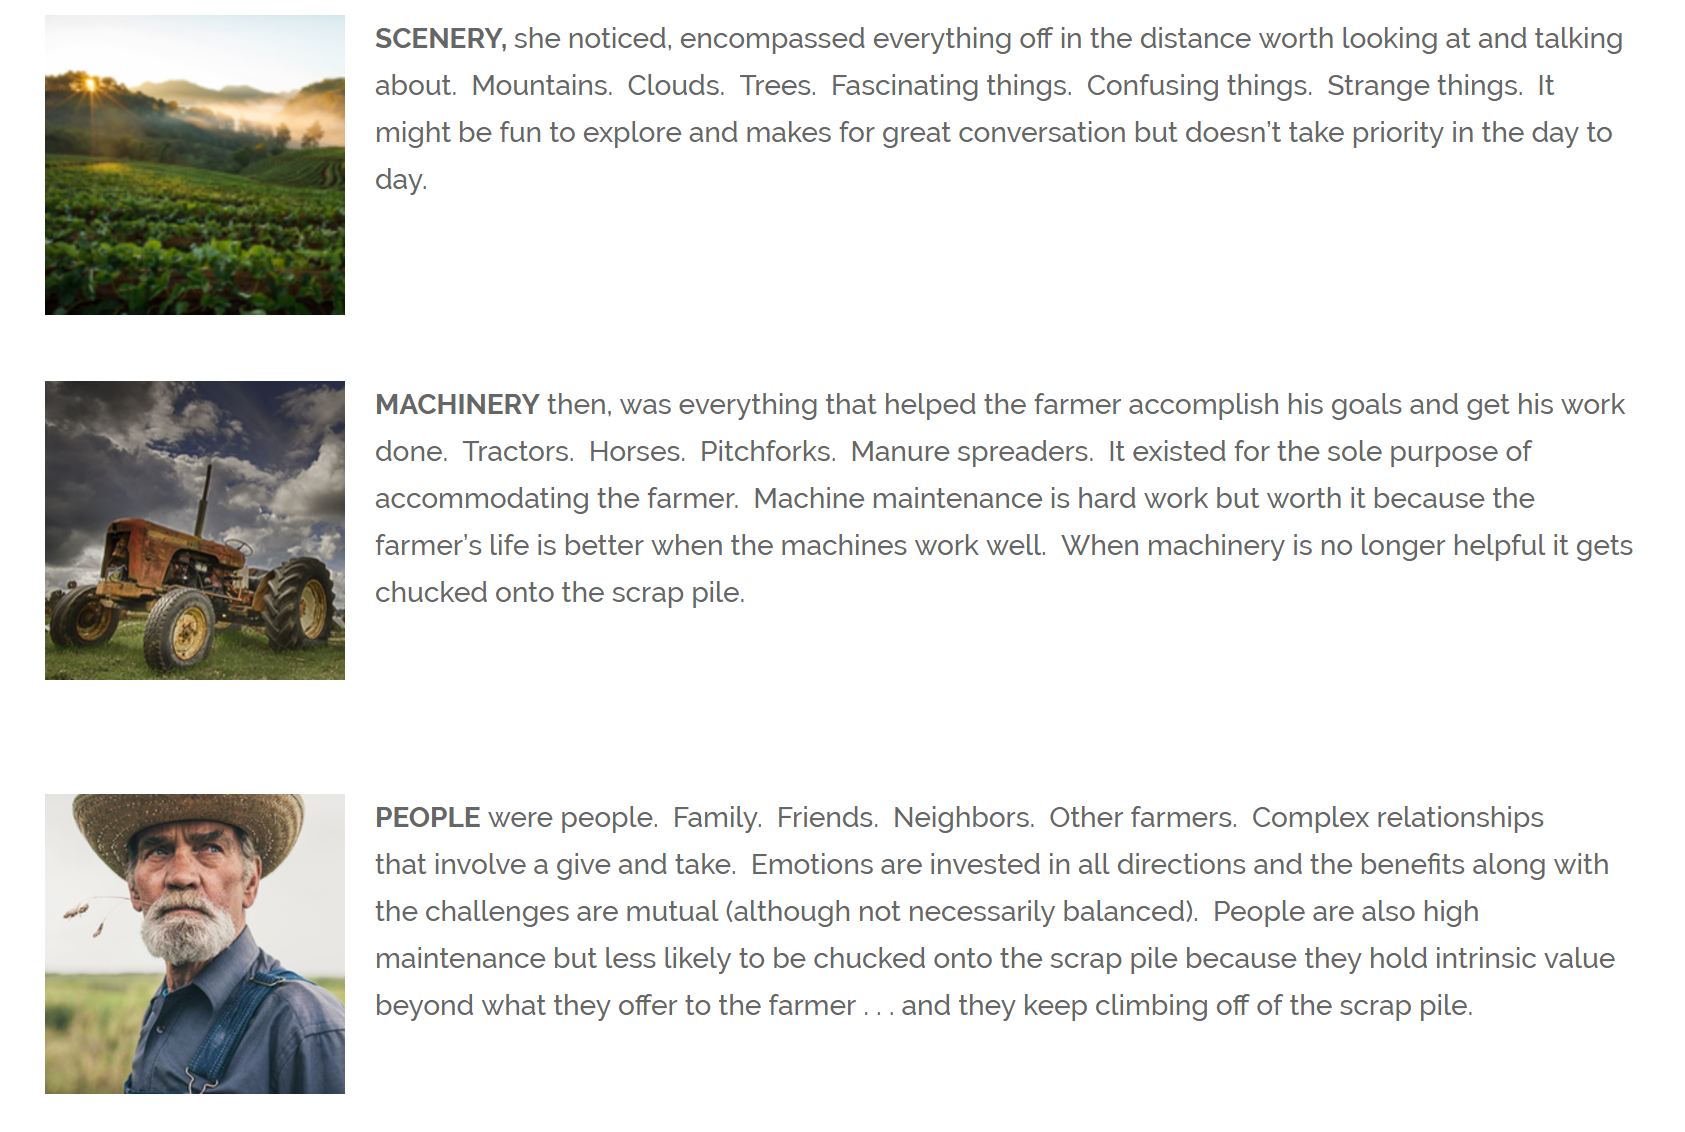 SCENERY, she noticed, encompassed everything off in the distance worth looking at and talking
about.  Mountains.  Clouds.  Trees.  Fascinating things.  Confusing things.  Strange things.  It
might be fun to explore and makes for great conversation but doesn’t take priority in the day to
day.
MACHINERY then, was everything that helped the farmer accomplish his goals and get his work
done.  Tractors.  Horses.  Pitchforks.  Manure spreaders.  It existed for the sole purpose of
accommodating the farmer.  Machine maintenance is hard work but worth it because the
farmer’s life is better when the machines work well.  When machinery is no longer helpful it gets
chucked onto the scrap pile.
PEOPLE were people.  Family.  Friends.  Neighbors.  Other farmers.  Complex relationships
that involve a give and take.  Emotions are invested in all directions and the benefits along with
the challenges are mutual (although not necessarily balanced).  People are also high
maintenance but less likely to be chucked onto the scrap pile because they hold intrinsic value
beyond what they offer to the farmer . . . and they keep climbing off of the scrap pile.